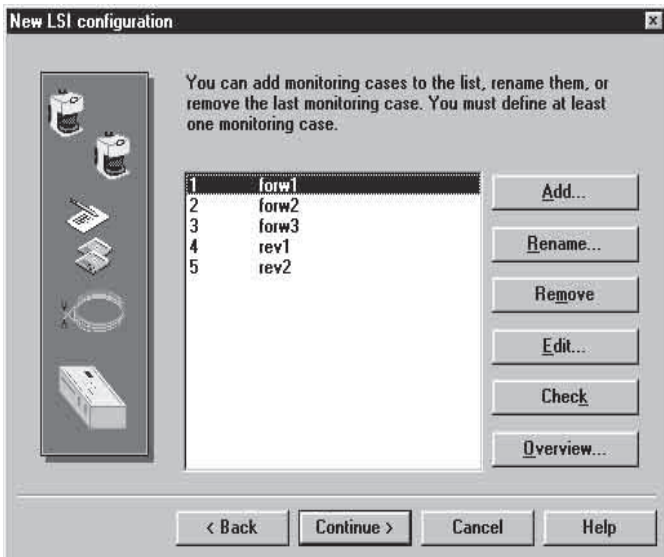 New LSI configuration
You can add monitoring cases to the list, rename them, or
remove the last monitoring case. You must define at least
one monitoring case.
1 forw1
2 forw2
3 forw3
4 rev1
5 rev2
Add...
Rename...
Remove
Edit...
Check
Overview...
< Back
Continue >
Cancel
Help